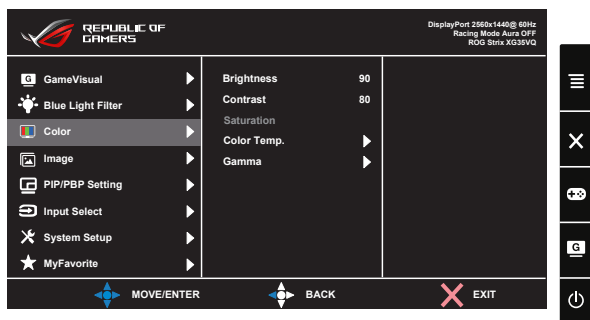 REPUBLIC OF
GAMERS
DisplayPort 2560x1440@ 60Hz
Racing Mode Aura OFF
ROG Strix XG35VQ
G GameVisual
Blue Light Filter
Color
Image
PIP/PBP Setting
Input Select
System Setup
MyFavorite
Brightness 90
Contrast 80
Saturation
Color Temp.
Gamma
G
MOVE/ENTER
BACK
EXIT